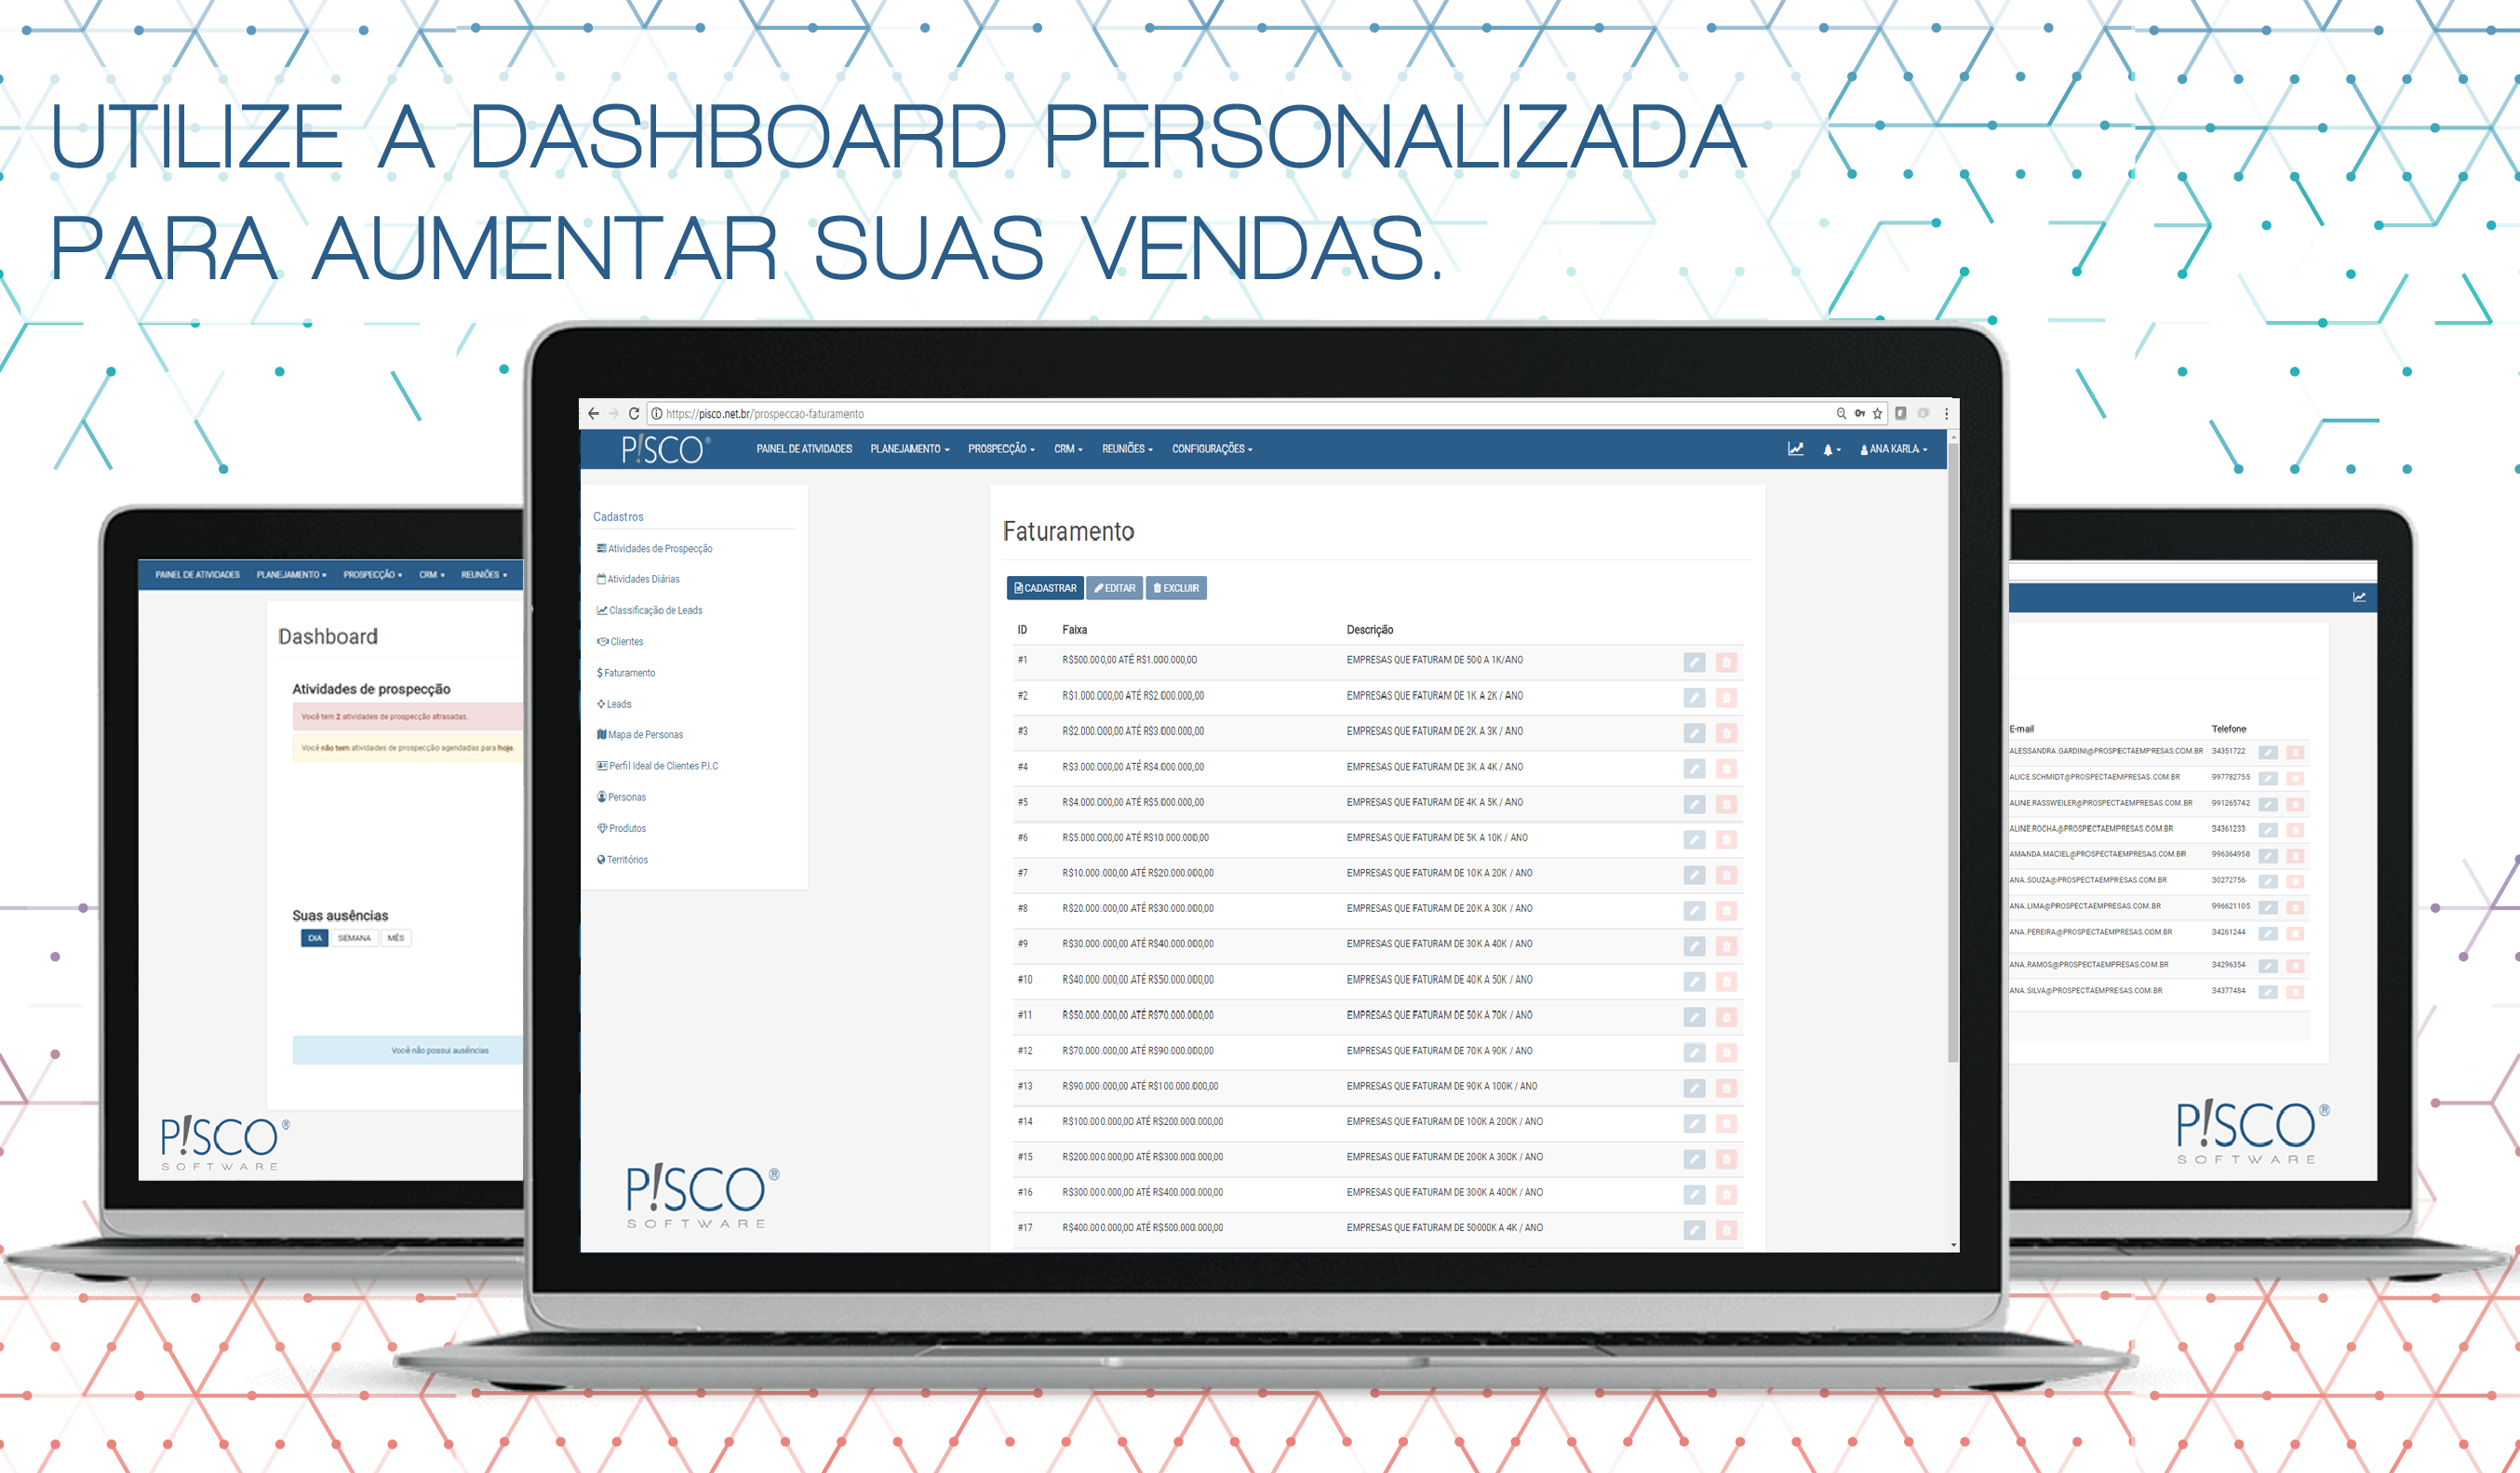 UTILIZE A DASHBOARD PERSONALIZADA
PARA AUMENTAR SUAS VENDAS.
PAINEL DE ATIVIDADES PLANEJAMENTO PROSPECÇÃO CRM REUNIÕES
Dashboard
Atividades de prospecção
Você tem 2 atividades de prospecção atrasadas.
Você não tem atividades de prospecção agendadas para hoje.
Suas ausências
DIA SEMANA MÊS
Você não possui ausências
P!SCO®
SOFTWARE
https://pisco.net.br/prospeccao-faturamento
P!SCO® PAINEL DE ATIVIDADES PLANEJAMENTO PROSPECÇÃO CRM REUNIÕES CONFIGURAÇÕES ANA KARLA
Cadastros
Atividades de Prospecção
Atividades Diárias
Classificação de Leads
Clientes
Faturamento
Leads
Mapa de Personas
Perfil Ideal de Clientes P.I.C
Personas
Produtos
Territórios
P!SCO®
SOFTWARE
Faturamento
CADASTRAR EDITAR EXCLUIR
ID Faixa Descrição
#1 R$500.000,00 ATÉ R$1.000.000,00 EMPRESAS QUE FATURAM DE 500 A 1K/ANO
#2 R$1.000.000,00 ATÉ R$2.000.000,00 EMPRESAS QUE FATURAM DE 1K A 2K / ANO
#3 R$2.000.000,00 ATÉ R$3.000.000,00 EMPRESAS QUE FATURAM DE 2K A 3K / ANO
#4 R$3.000.000,00 ATÉ R$4.000.000,00 EMPRESAS QUE FATURAM DE 3K A 4K / ANO
#5 R$4.000.000,00 ATÉ R$5.000.000,00 EMPRESAS QUE FATURAM DE 4K A 5K / ANO
#6 R$5.000.000,00 ATÉ R$10.000.000,00 EMPRESAS QUE FATURAM DE 5K A 10K / ANO
#7 R$10.000.000,00 ATÉ R$20.000.000,00 EMPRESAS QUE FATURAM DE 10K A 20K / ANO
#8 R$20.000.000,00 ATÉ R$30.000.000,00 EMPRESAS QUE FATURAM DE 20K A 30K / ANO
#9 R$30.000.000,00 ATÉ R$40.000.000,00 EMPRESAS QUE FATURAM DE 30K A 40K / ANO
#10 R$40.000.000,00 ATÉ R$50.000.000,00 EMPRESAS QUE FATURAM DE 40K A 50K / ANO
#11 R$50.000.000,00 ATÉ R$70.000.000,00 EMPRESAS QUE FATURAM DE 50K A 70K / ANO
#12 R$70.000.000,00 ATÉ R$90.000.000,00 EMPRESAS QUE FATURAM DE 70K A 90K / ANO
#13 R$90.000.000,00 ATÉ R$100.000.000,00 EMPRESAS QUE FATURAM DE 90K A 100K / ANO
#14 R$100.000.000,00 ATÉ R$200.000.000,00 EMPRESAS QUE FATURAM DE 100K A 200K / ANO
#15 R$200.000.000,00 ATÉ R$300.000.000,00 EMPRESAS QUE FATURAM DE 200K A 300K / ANO
#16 R$300.000.000,00 ATÉ R$400.000.000,00 EMPRESAS QUE FATURAM DE 300K A 400K / ANO
#17 R$400.000.000,00 ATÉ R$500.000.000,00 EMPRESAS QUE FATURAM DE 50000K A 4K / ANO
E-mail Telefone
ALESSANDRA.GARDINI@PROSPECTAEMPRESAS.COM.BR 34351722
ALICE.SCHMIDT@PROSPECTAEMPRESAS.COM.BR 997782755
ALINE.RASSWEILER@PROSPECTAEMPRESAS.COM.BR 991265742
ALINE.ROCHA@PROSPECTAEMPRESAS.COM.BR 34361233
AMANDA.MACIEL@PROSPECTAEMPRESAS.COM.BR 996364958
ANA.SOUZA@PROSPECTAEMPRESAS.COM.BR 30272756
ANA.LIMA@PROSPECTAEMPRESAS.COM.BR 996621105
ANA.PEREIRA@PROSPECTAEMPRESAS.COM.BR 34261244
ANA.RAMOS@PROSPECTAEMPRESAS.COM.BR 34296354
ANA.SILVA@PROSPECTAEMPRESAS.COM.BR 34377484
P!SCO®
SOFTWARE